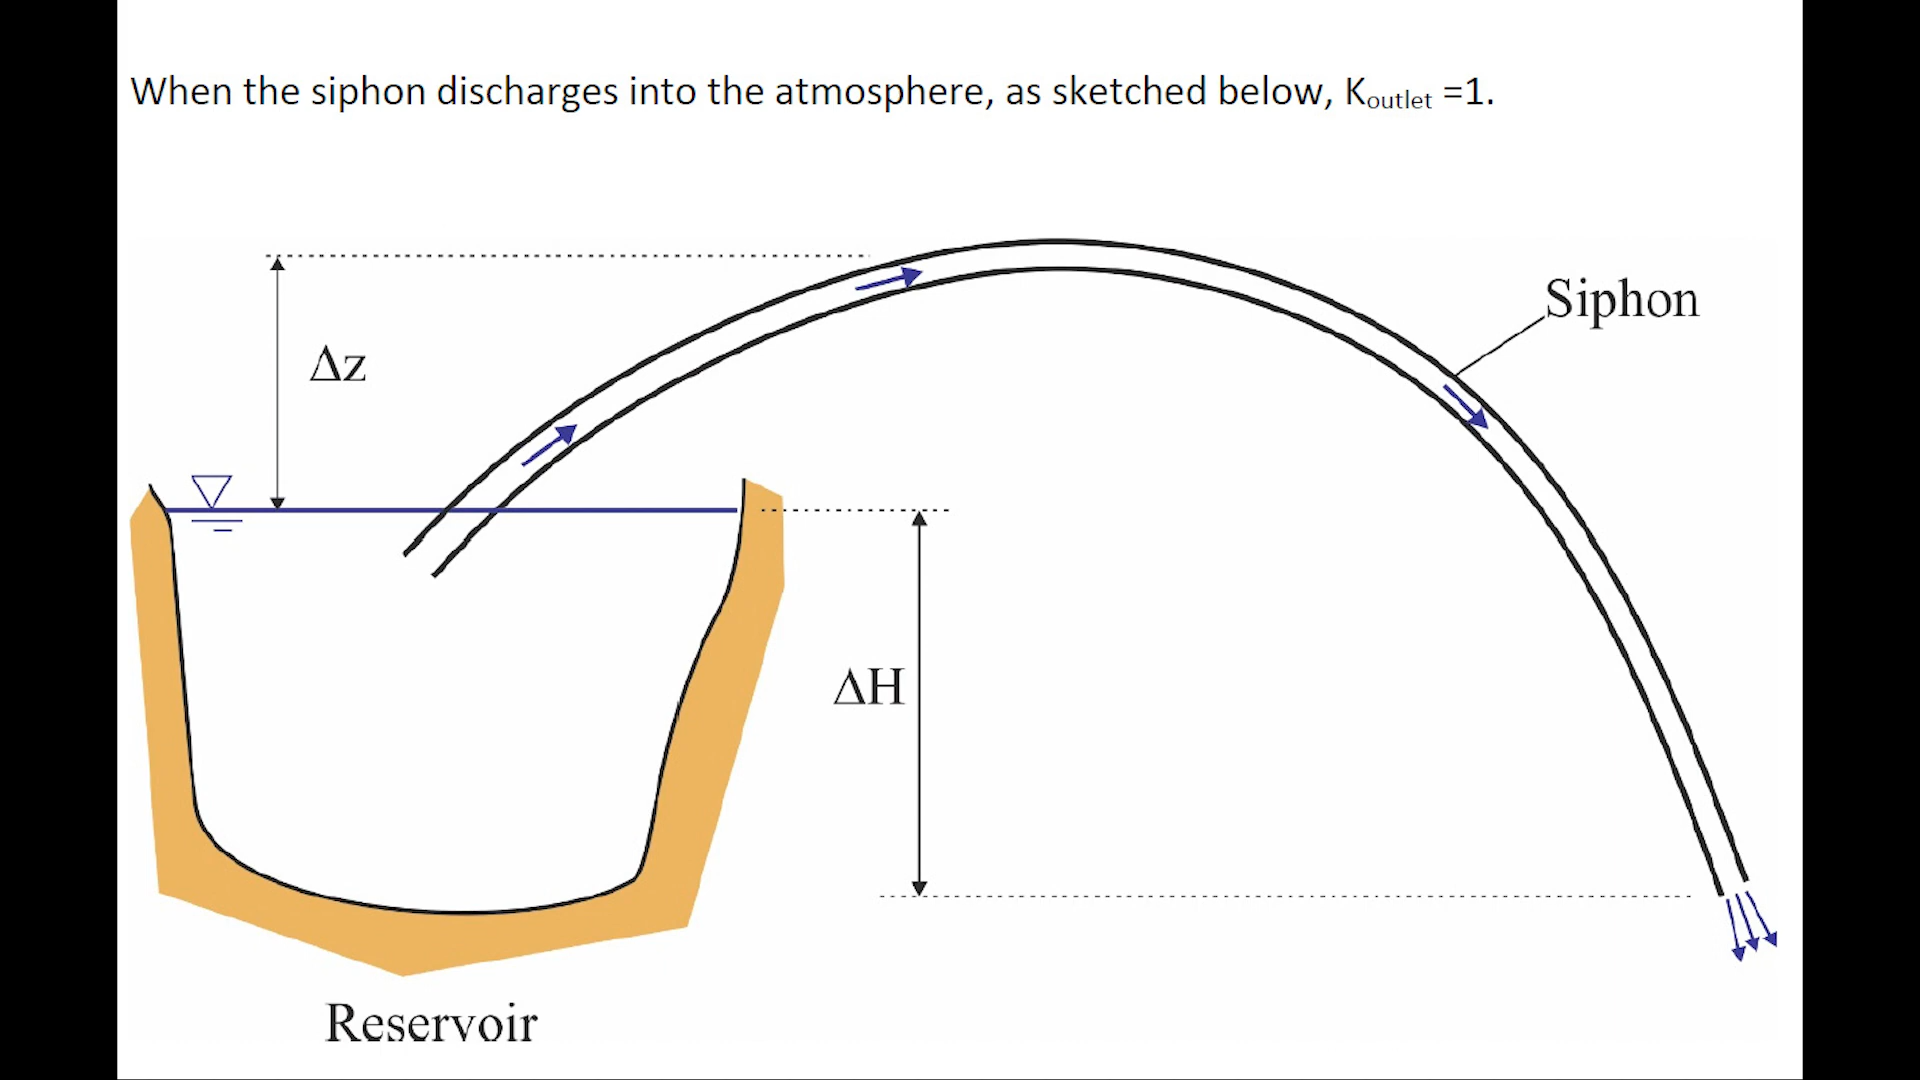 When the siphon discharges into the atmosphere, as sketched below, Koutlet =1.
Siphon
Δz
ΔH
Reservoir